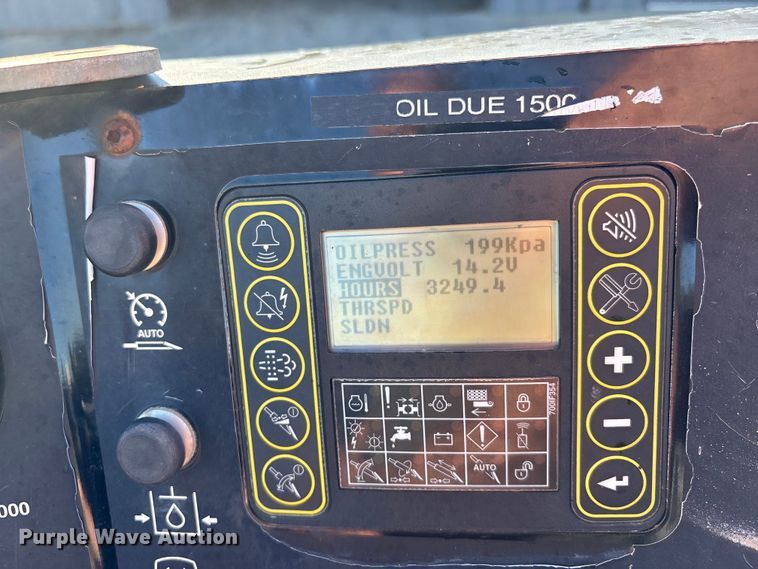 OIL DUE 1500
OILPRESS 199Kpa
ENGVOLT 14.2V
HOURS 3249.4
THRSPD
SLDN
AUTO
700IF354
AUTO
000
Purple Wave Auction